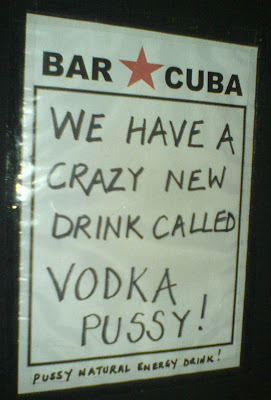 BAR ★ CUBA
WE HAVE A
CRAZY NEW
DRINK CALLED
VODKA
PUSSY!
PUSSY NATURAL ENERGY DRINK!